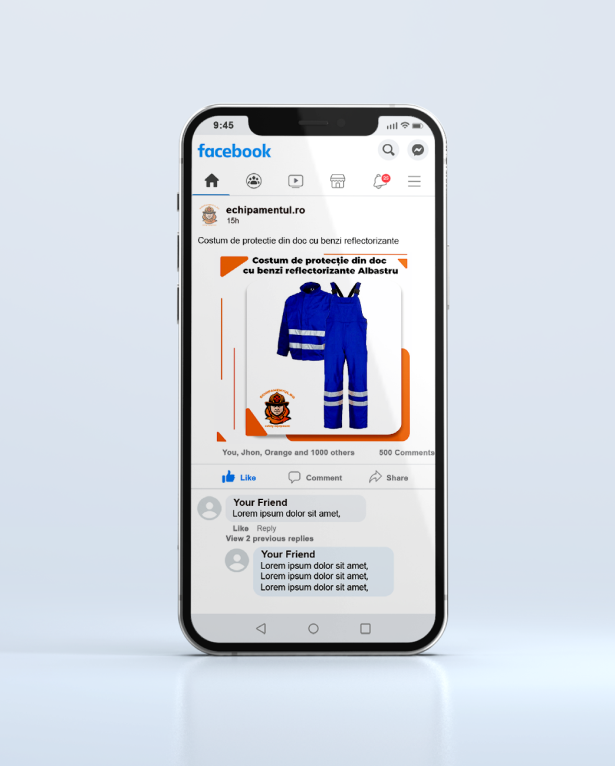 9:45
facebook
echipamentul.ro
15h
Costum de protectie din doc cu benzi reflectorizante
Costum de protecție din doc
cu benzi reflectorizante Albastru
You, Jhon, Orange and 1000 others 500 Comments
Like Comment Share
Your Friend
Lorem ipsum dolor sit amet,
Like Reply
View 2 previous replies
Your Friend
Lorem ipsum dolor sit amet,
Lorem ipsum dolor sit amet,
Lorem ipsum dolor sit amet,